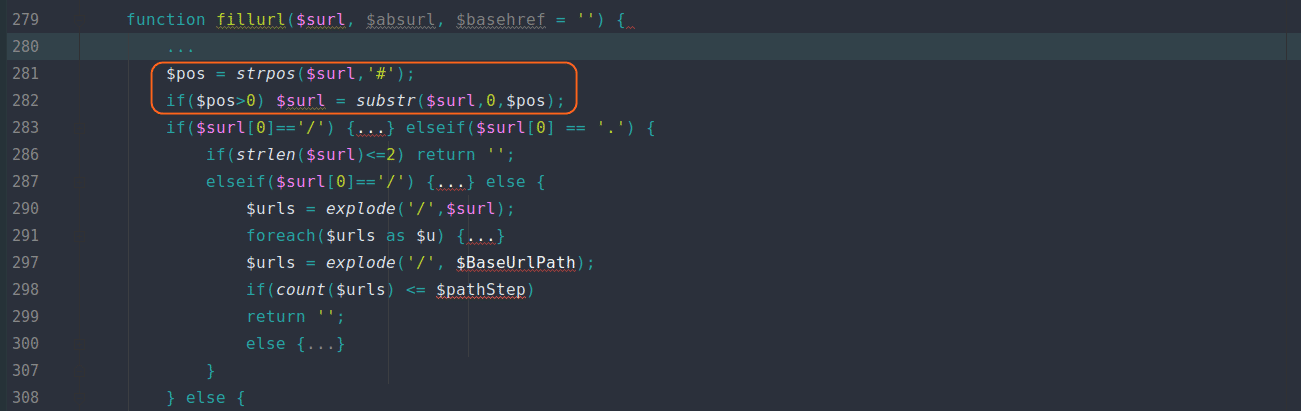 279 function fillurl($surl, $absurl, $basehref = '') {
280 ...
281 $pos = strpos($surl,'#');
282 if($pos>0) $surl = substr($surl,0,$pos);
283 if($surl[0]=='/') {...} elseif($surl[0] == '.') {
286 if(strlen($surl)<=2) return '';
287 elseif($surl[0]=='/') {...} else {
290 $urls = explode('/',$surl);
291 foreach($urls as $u) {...}
297 $urls = explode('/', $BaseUrlPath);
298 if(count($urls) <= $pathStep)
299 return '';
300 else {...}
307 }
308 } else {